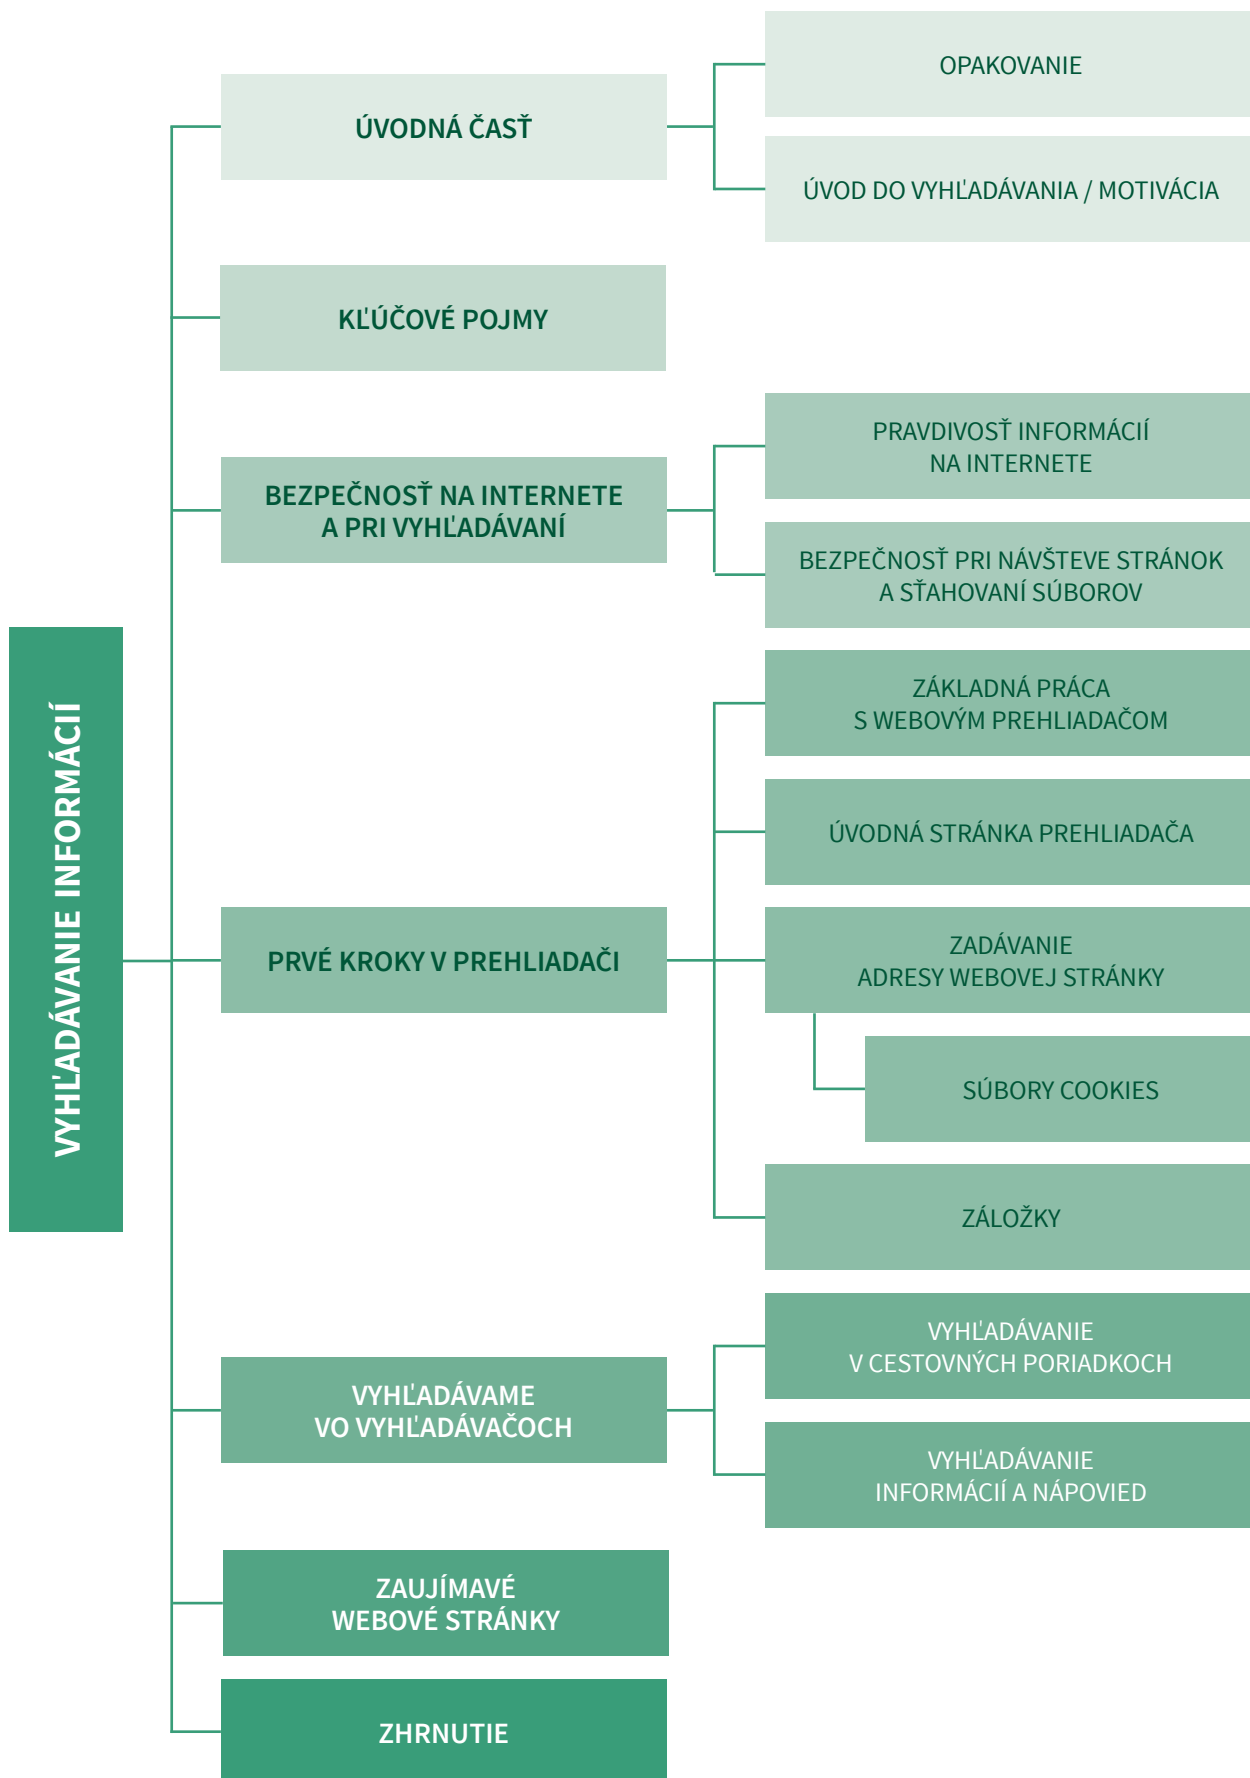 VYHĽADÁVANIE INFORMÁCIÍ
ÚVODNÁ ČASŤ
OPAKOVANIE
ÚVOD DO VYHĽADÁVANIA / MOTIVÁCIA
KĽÚČOVÉ POJMY
BEZPEČNOSŤ NA INTERNETE
A PRI VYHĽADÁVANÍ
PRAVDIVOSŤ INFORMÁCIÍ
NA INTERNETE
BEZPEČNOSŤ PRI NÁVŠTEVE STRÁNOK
A SŤAHOVANÍ SÚBOROV
PRVÉ KROKY V PREHLIADAČI
ZÁKLADNÁ PRÁCA
S WEBOVÝM PREHLIADAČOM
ÚVODNÁ STRÁNKA PREHLIADAČA
ZADÁVANIE
ADRESY WEBOVEJ STRÁNKY
SÚBORY COOKIES
ZÁLOŽKY
VYHĽADÁVAME
VO VYHĽADÁVAČOCH
VYHĽADÁVANIE
V CESTOVNÝCH PORIADKOCH
VYHĽADÁVANIE
INFORMÁCIÍ A NÁPOVIED
ZAUJÍMAVÉ
WEBOVÉ STRÁNKY
ZHRNUTIE